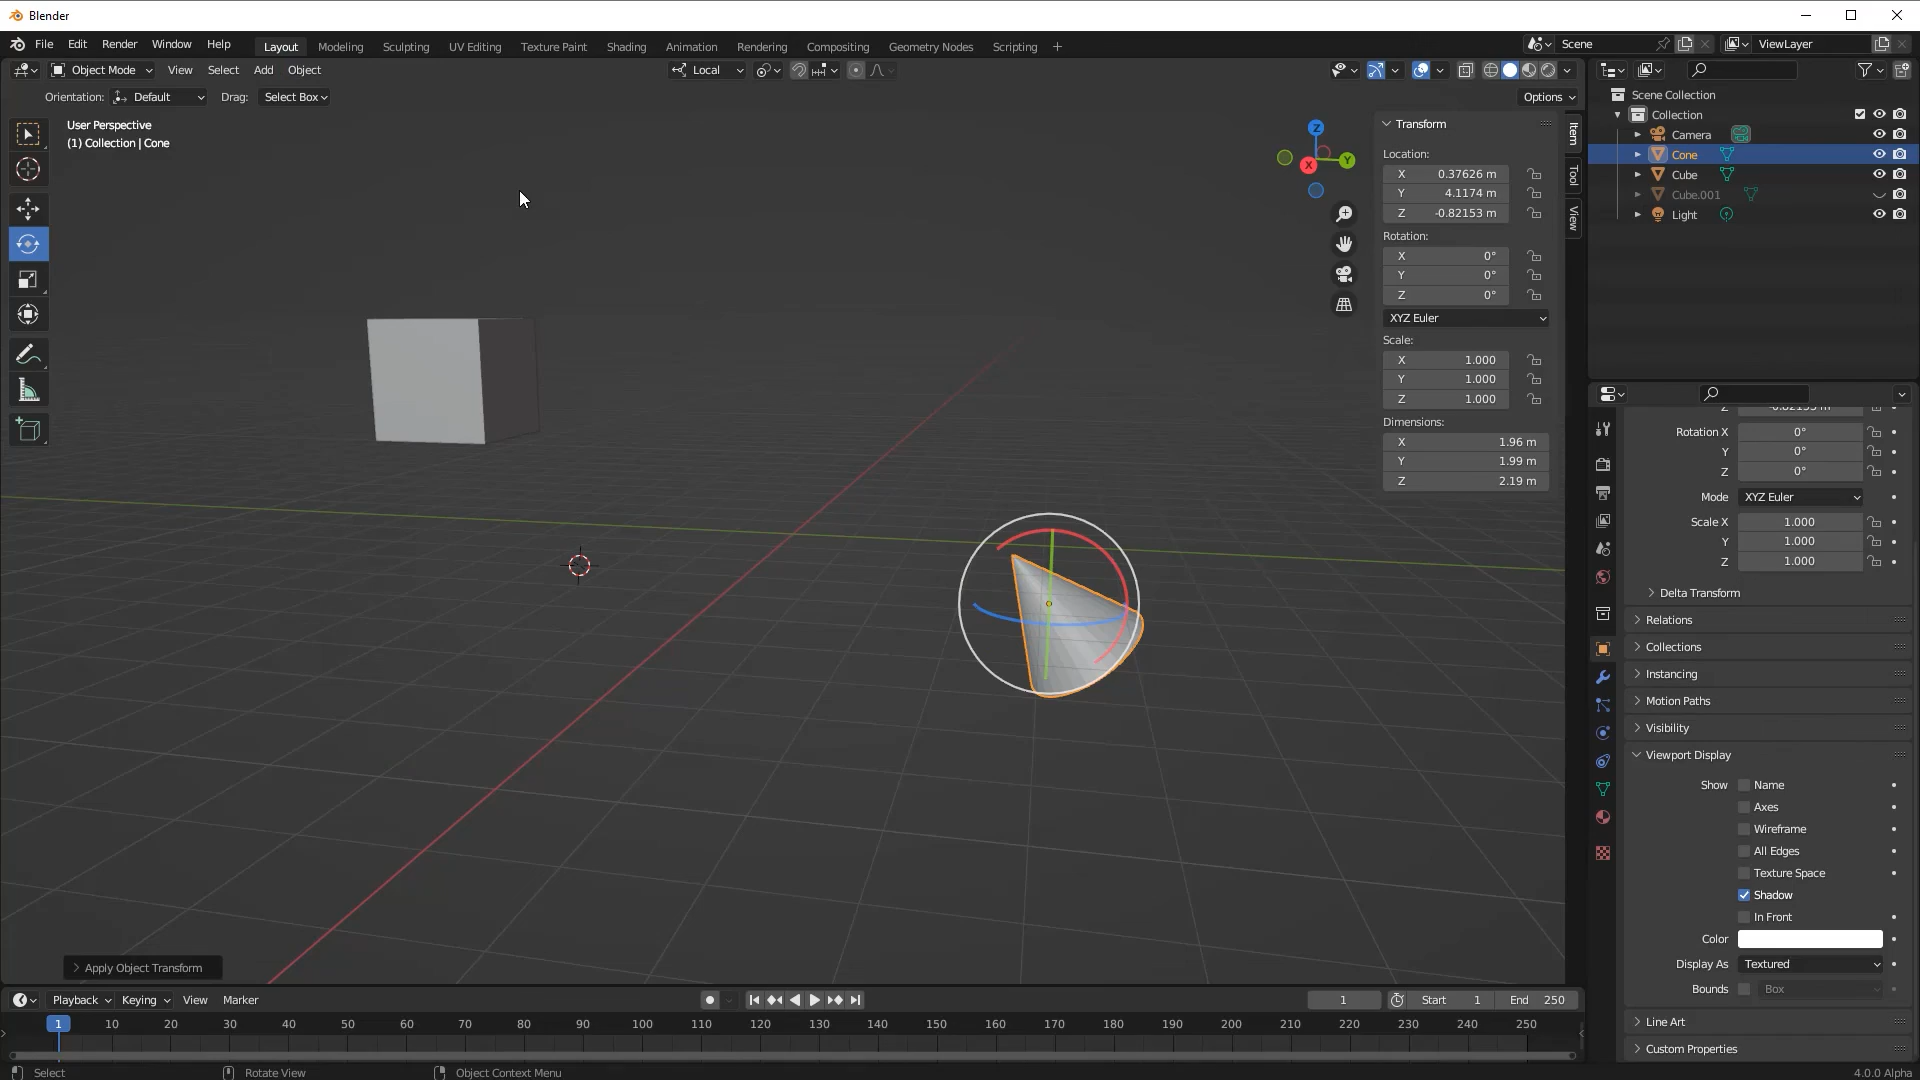 Blender
File Edit Render Window Help Layout Modeling Sculpting UV Editing Texture Paint Shading Animation Rendering Compositing Geometry Nodes Scripting + Scene ViewLayer
Object Mode View Select Add Object Local
Orientation: Default Drag: Select Box Options
User Perspective
(1) Collection | Cone
Z
Y
X
Transform
Location:
X 0.37626 m
Y 4.1174 m
Z -0.82153 m
Rotation:
X 0°
Y 0°
Z 0°
XYZ Euler
Scale:
X 1.000
Y 1.000
Z 1.000
Dimensions:
X 1.96 m
Y 1.99 m
Z 2.19 m
Item
Tool
View
Scene Collection
Collection
Camera
Cone
Cube
Cube.001
Light
Z -0.82153 m
Rotation X 0°
Y 0°
Z 0°
Mode XYZ Euler
Scale X 1.000
Y 1.000
Z 1.000
Delta Transform
Relations
Collections
Instancing
Motion Paths
Visibility
Viewport Display
Show Name
Axes
Wireframe
All Edges
Texture Space
Shadow
In Front
Color
Display As Textured
Bounds Box
Line Art
Custom Properties
Apply Object Transform
Playback Keying View Marker 1 Start 1 End 250
1 10 20 30 40 50 60 70 80 90 100 110 120 130 140 150 160 170 180 190 200 210 220 230 240 250
Select Rotate View Object Context Menu 4.0.0 Alpha